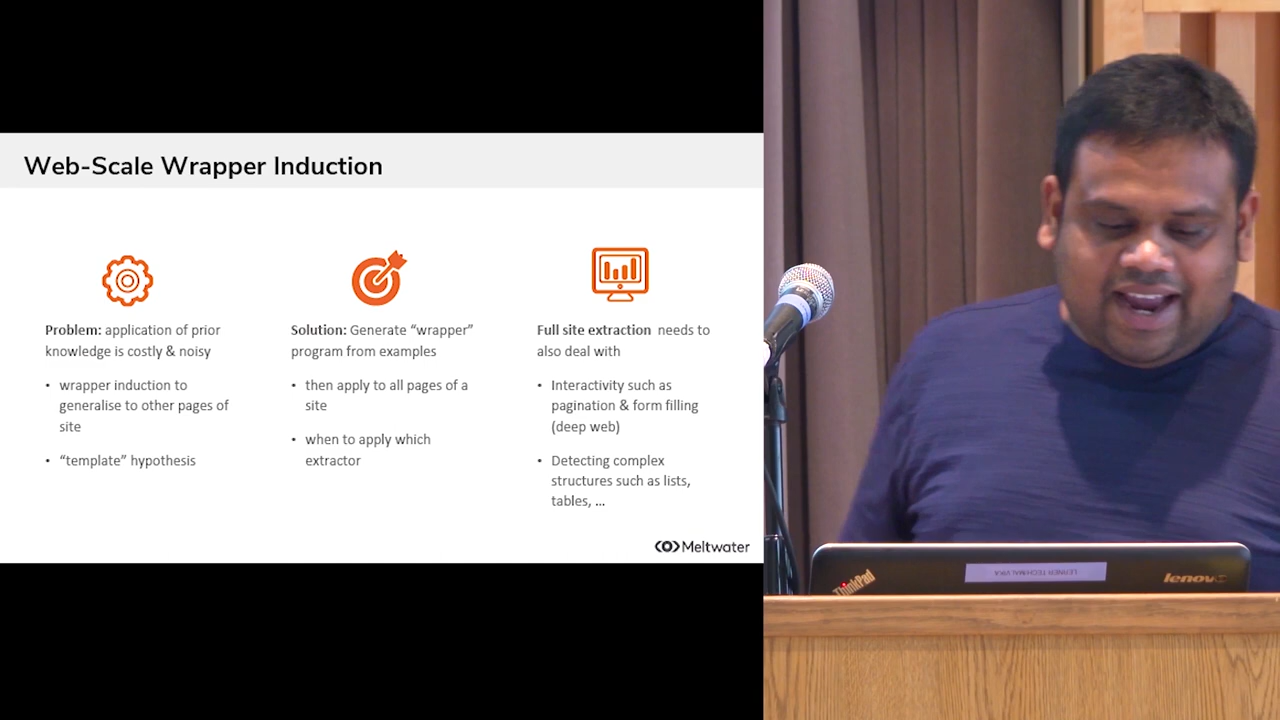 Web-Scale Wrapper Induction
Problem: application of prior
knowledge is costly & noisy
• wrapper induction to
generalise to other pages of
site
• “template” hypothesis
Solution: Generate “wrapper”
program from examples
• then apply to all pages of a
site
• when to apply which
extractor
Full site extraction needs to
also deal with
• Interactivity such as
pagination & form filling
(deep web)
• Detecting complex
structures such as lists,
tables, ...
Meltwater
ThinkPad
lenovo